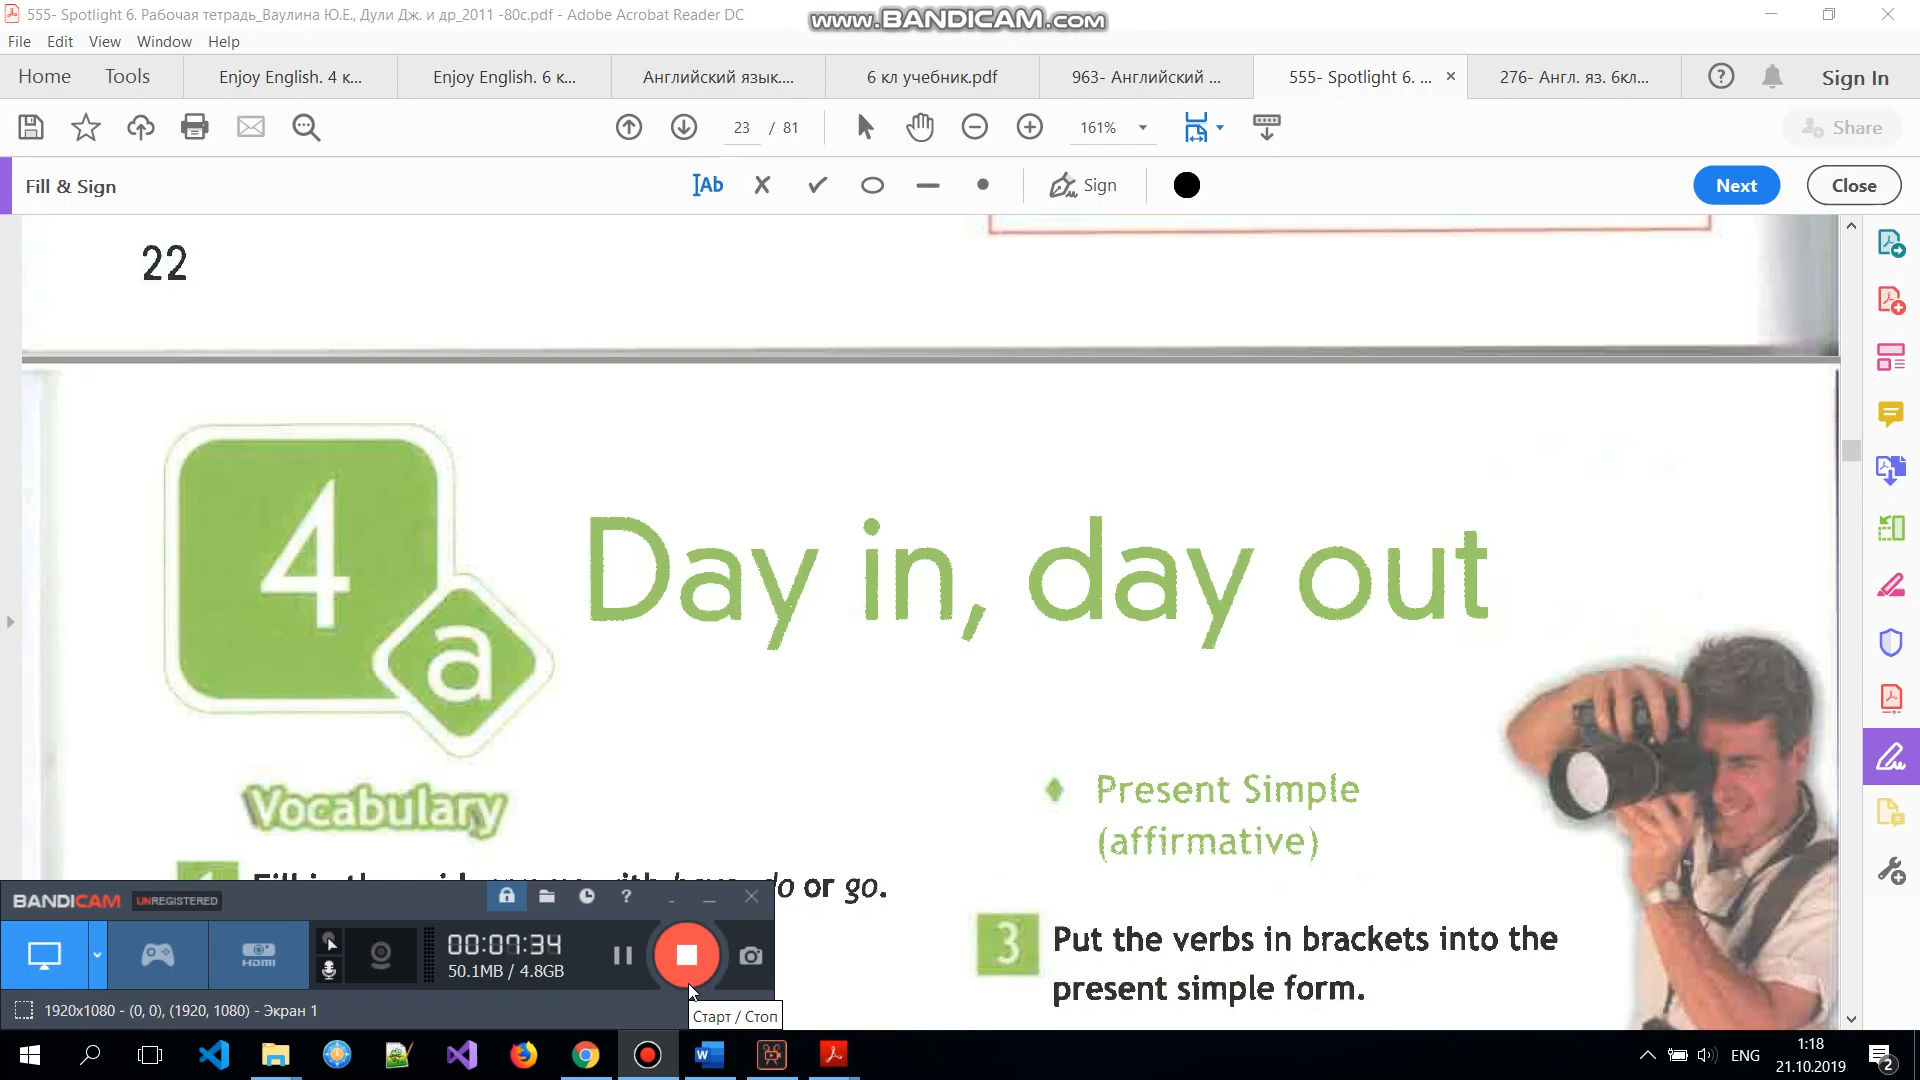 555- Spotlight 6. Рабочая тетрадь_Ваулина Ю.Е., Дули Дж. и др_2011 -80с.pdf - Adobe Acrobat Reader DC
www.BANDICAM.com
File Edit View Window Help
Home Tools Enjoy English. 4 к... Enjoy English. 6 к... Английский язык.... 6 кл учебник.pdf 963- Английский ... 555- Spotlight 6. ... 276- Англ. яз. 6кл... Sign In
23 / 81 161% Share
Fill & Sign Ab Sign Next Close
22
4 a
Day in, day out
Vocabulary
Present Simple
(affirmative)
do or go.
3 Put the verbs in brackets into the
present simple form.
BANDICAM UNREGISTERED
HDMI
00:07:34
50.1MB / 4.8GB
1920x1080 - (0, 0), (1920, 1080) - Экран 1
Старт / Стоп
ENG
1:18
21.10.2019
2